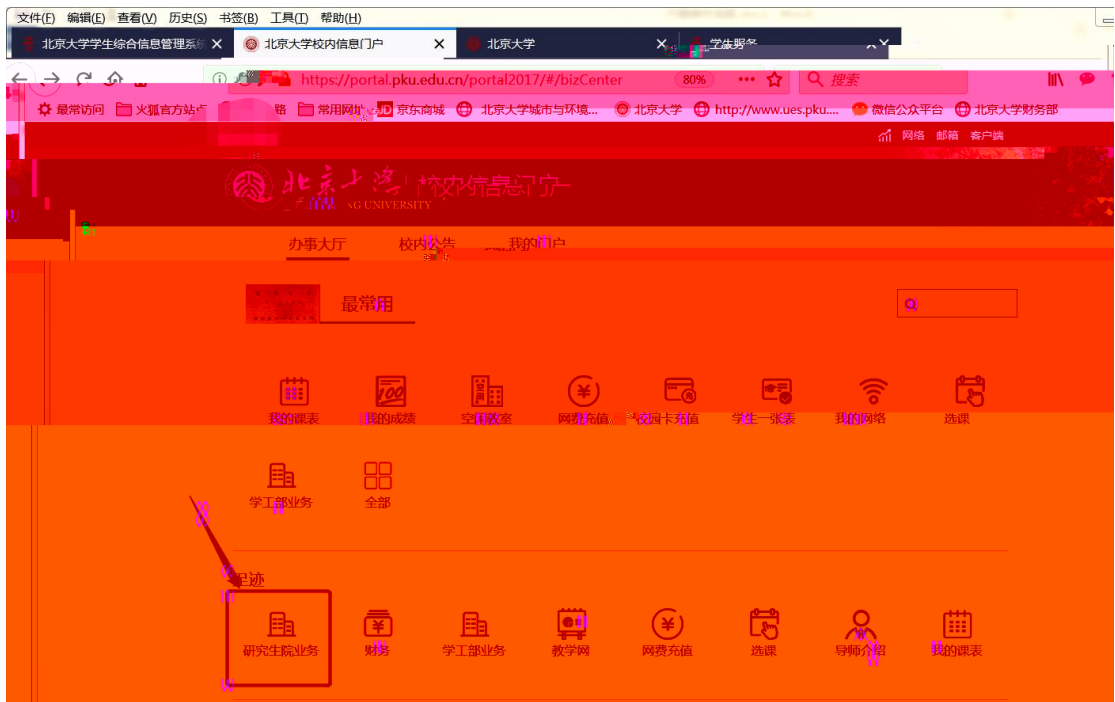 文件(F) 编辑(E) 查看(V) 历史(S) 书签(B) 工具(T) 帮助(H)
北京大学学生综合信息管理系统 北京大学校内信息门户 北京大学
https://portal.pku.edu.cn/portal2017/#/bizCenter 80% 搜索
最常访问 火狐官方站点 常用网址 JD 京东商城 北京大学城市与环境... 北京大学 http://www.ues.pku.... 微信公众平台 北京大学财务部
网络 邮箱 客户端
北京大学 校内信息门户
NG UNIVERSITY
办事大厅 校内公告 我的门户
最常用
我的课表 我的成绩 空闲教室 网费充值 校园卡充值 学生一张表 我的网络 选课
学工部业务 全部
足迹
研究生院业务 财务 学工部业务 教学网 网费充值 选课 导师介绍 我的课表